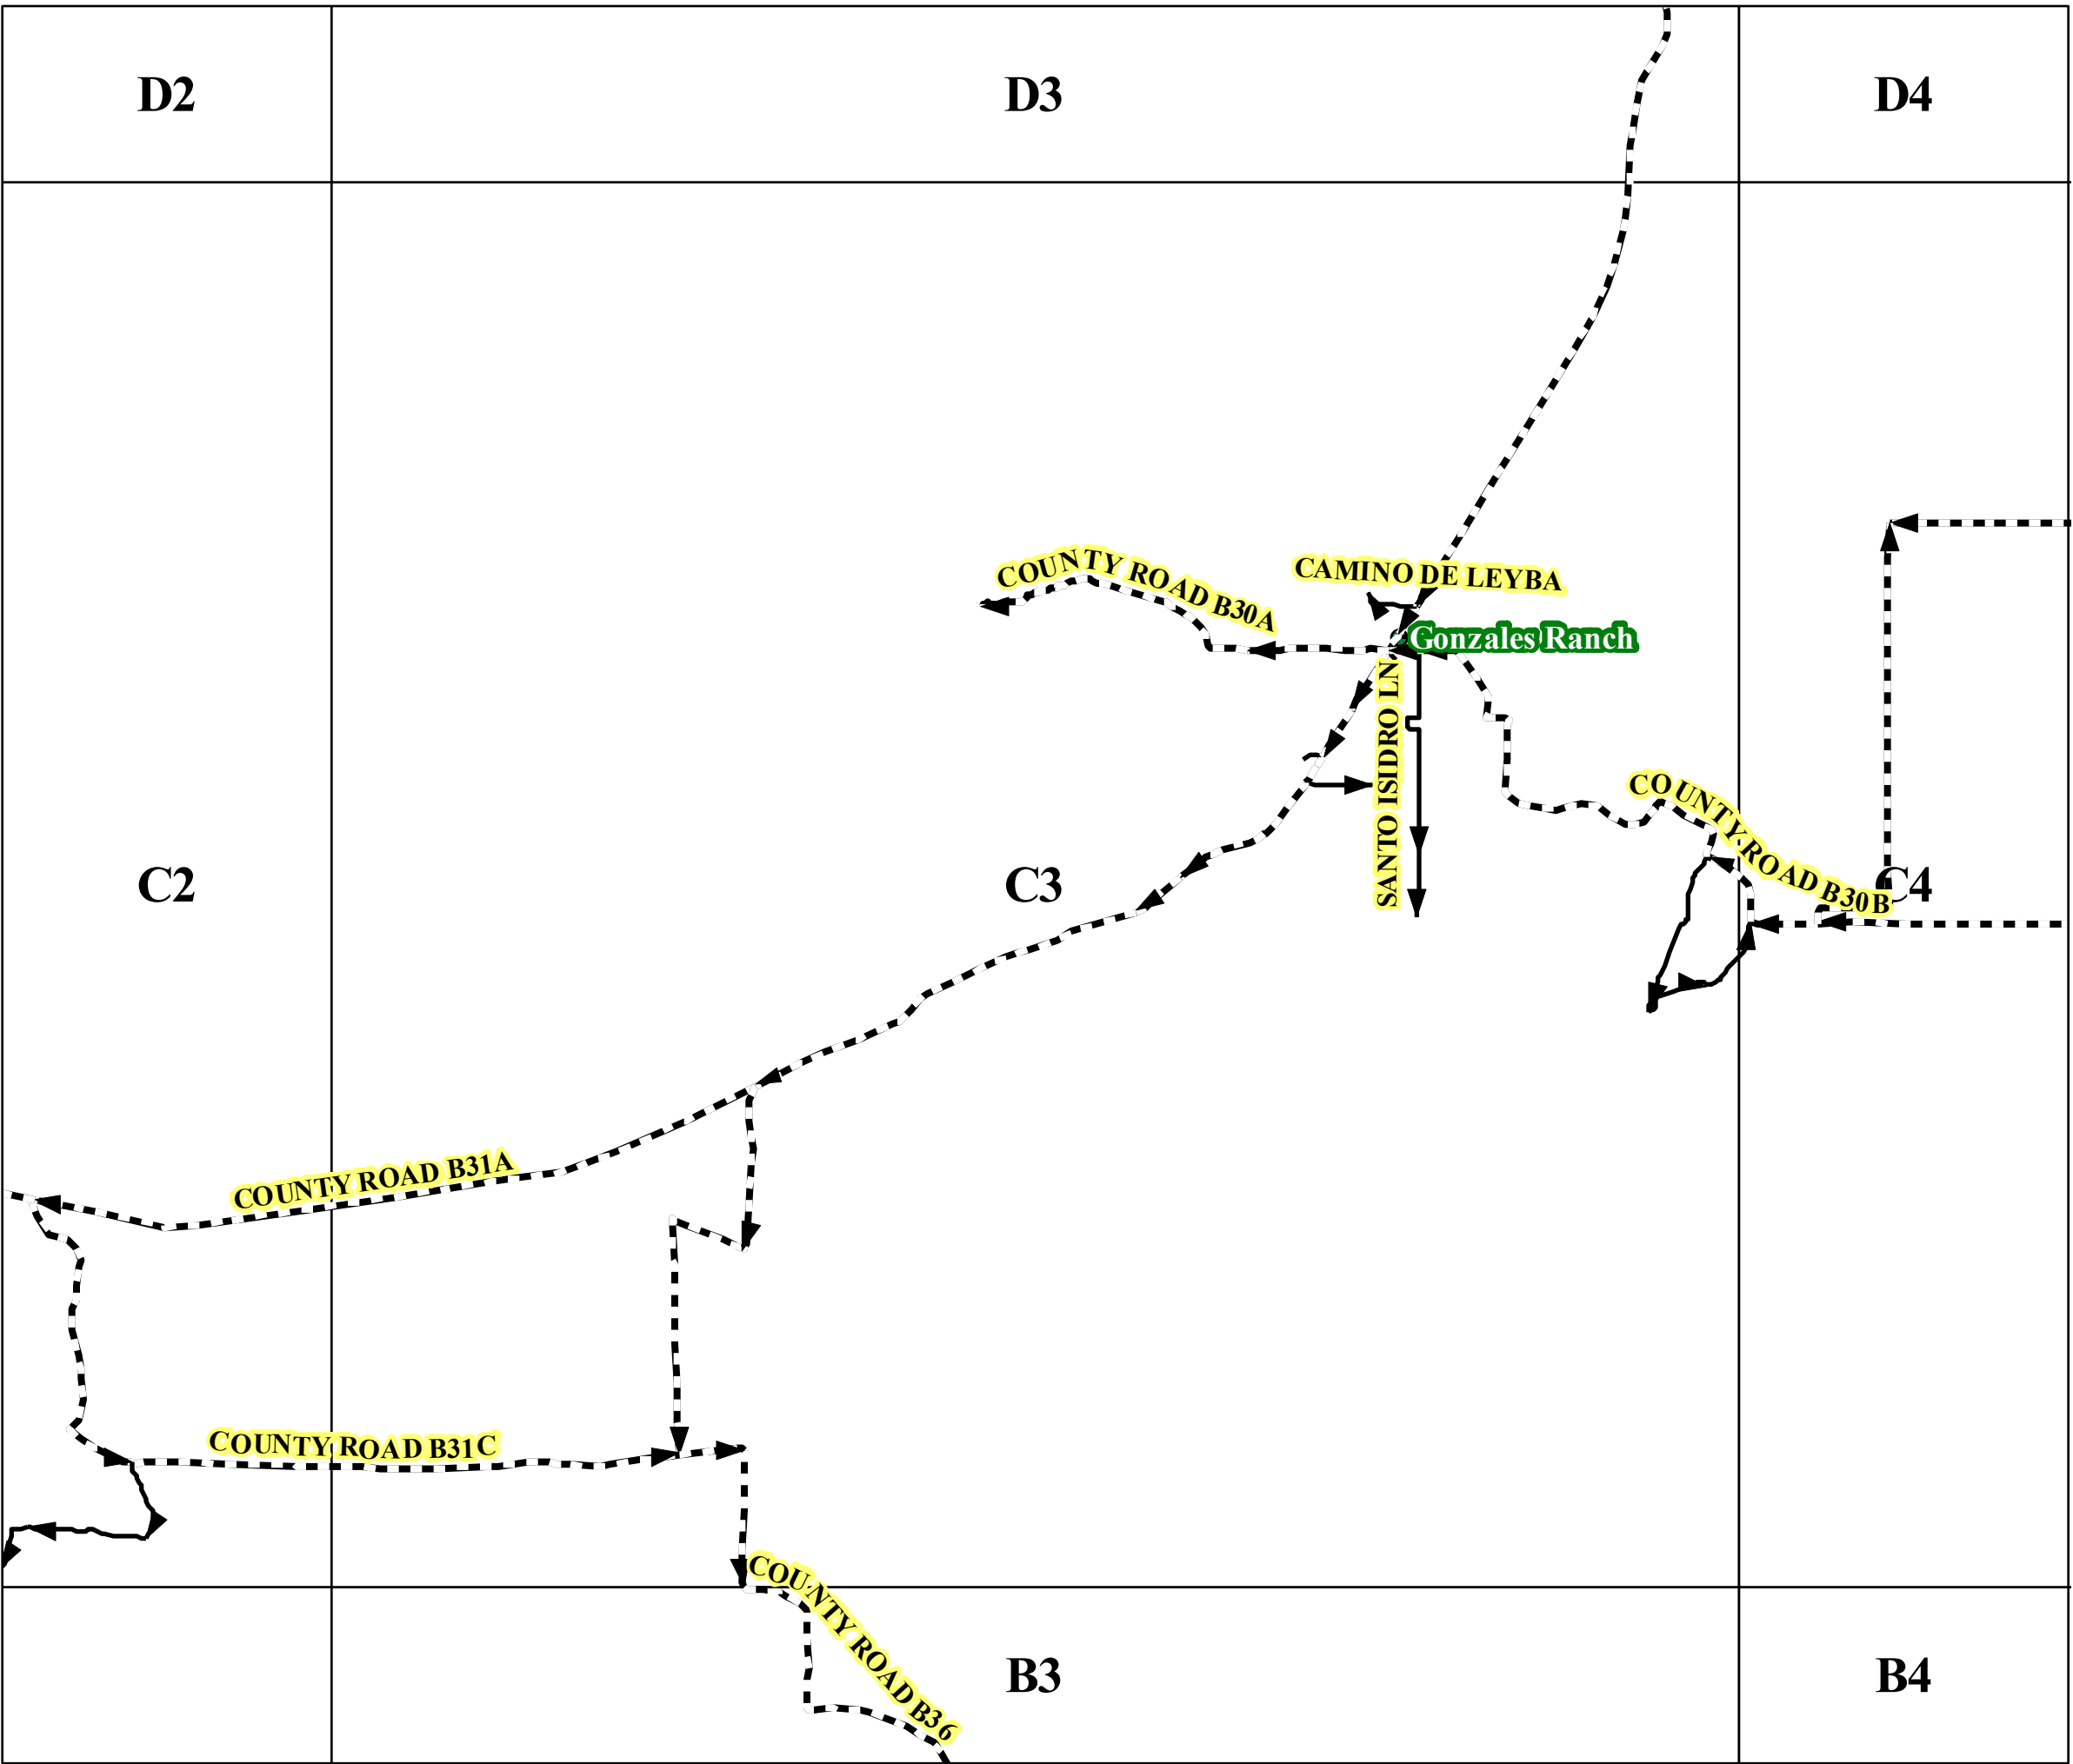 D2
D3
D4
COUNTY ROAD B30A
CAMINO DE LEYBA
Gonzales Ranch
SANTO ISIDRO LN
COUNTY ROAD B30B
C2
C3
C4
COUNTY ROAD B31A
COUNTY ROAD B31C
COUNTY ROAD B36
B3
B4